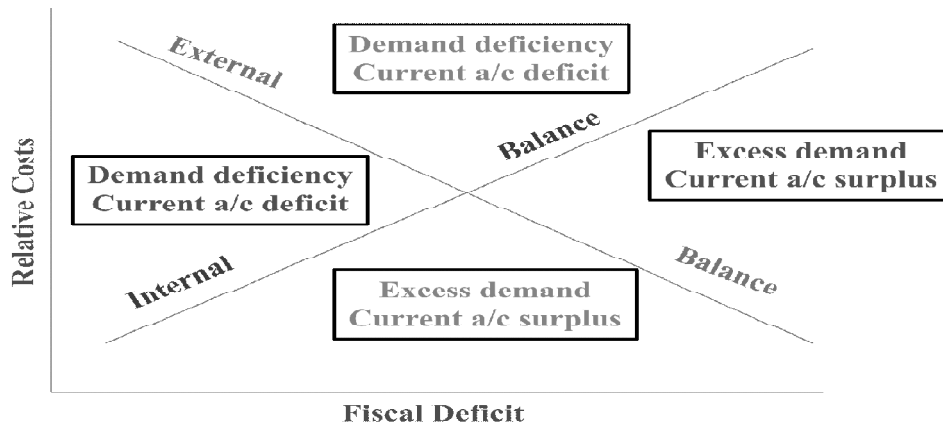 External
Demand deficiency
Current a/c deficit
Balance
Excess demand
Current a/c surplus
Demand deficiency
Current a/c deficit
Relative Costs
Internal
Balance
Excess demand
Current a/c surplus
Fiscal Deficit